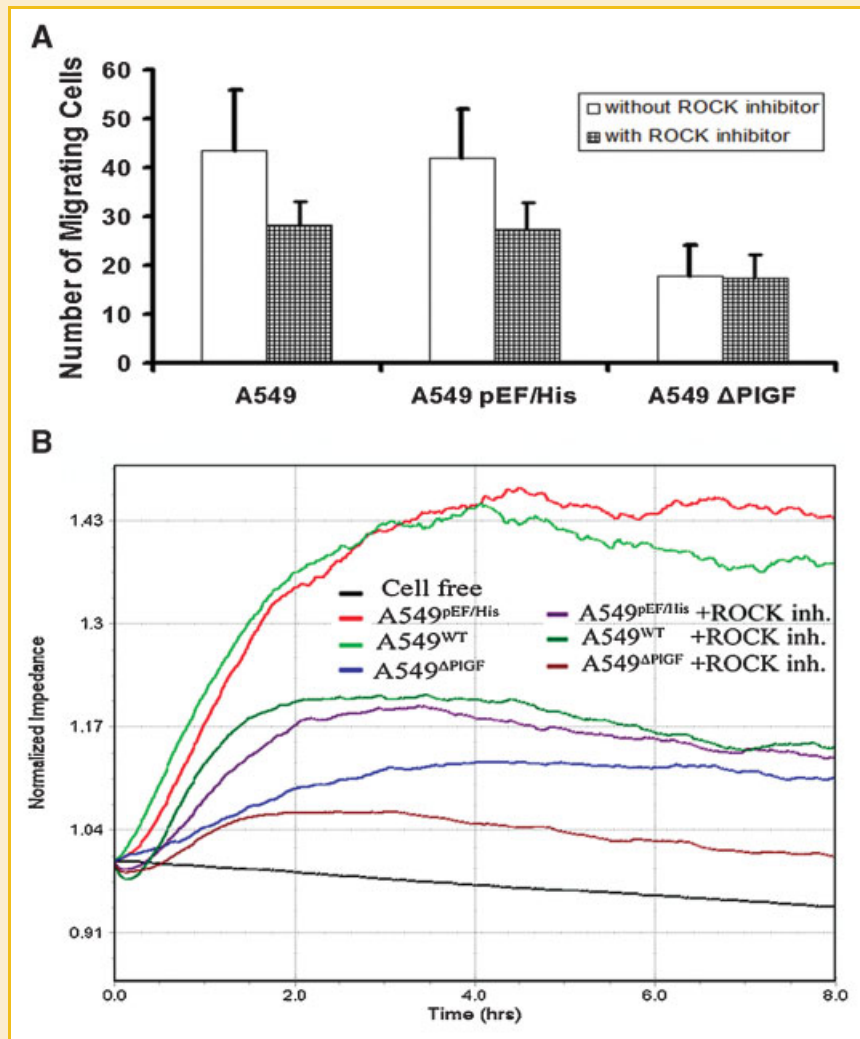 A
60
50
40
30
20
10
0
Number of Migrating Cells
without ROCK inhibitor
with ROCK inhibitor
A549
A549 pEF/His
A549 ΔPlGF
B
1.43
1.3
1.17
1.04
0.91
Normalized Impedance
Cell free
A549pEF/His
A549WT
A549ΔPlGF
A549pEF/His +ROCK inh.
A549WT +ROCK inh.
A549ΔPlGF +ROCK inh.
0.0
2.0
4.0
6.0
8.0
Time (hrs)